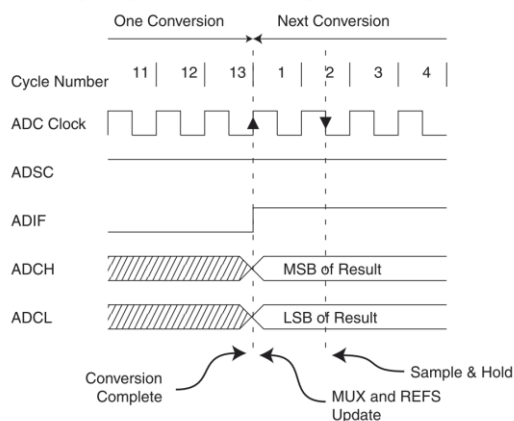 One Conversion Next Conversion
Cycle Number 11 12 13 1 2 3 4
ADC Clock
ADSC
ADIF
ADCH MSB of Result
ADCL LSB of Result
Conversion
Complete
MUX and REFS
Update
Sample & Hold